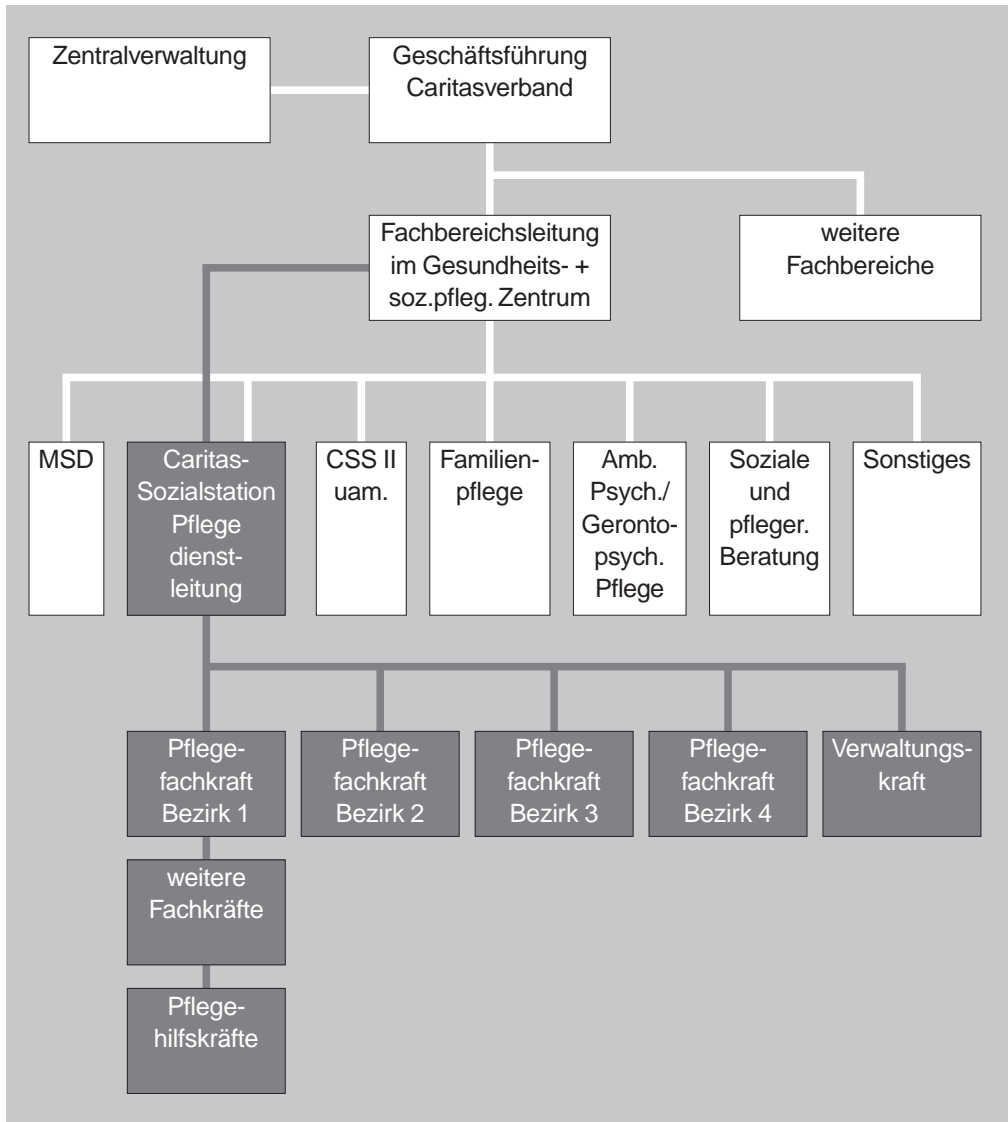 Zentralverwaltung
Geschäftsführung
Caritasverband
Fachbereichsleitung
im Gesundheits- +
soz.pfleg. Zentrum
weitere
Fachbereiche
MSD
Caritas-
Sozialstation
Pflege
dienst-
leitung
CSS II
uam.
Familien-
pflege
Amb.
Psych./
Geronto-
psych.
Pflege
Soziale
und
pfleger.
Beratung
Sonstiges
Pflege-
fachkraft
Bezirk 1
Pflege-
fachkraft
Bezirk 2
Pflege-
fachkraft
Bezirk 3
Pflege-
fachkraft
Bezirk 4
Verwaltungs-
kraft
weitere
Fachkräfte
Pflege-
hilfskräfte